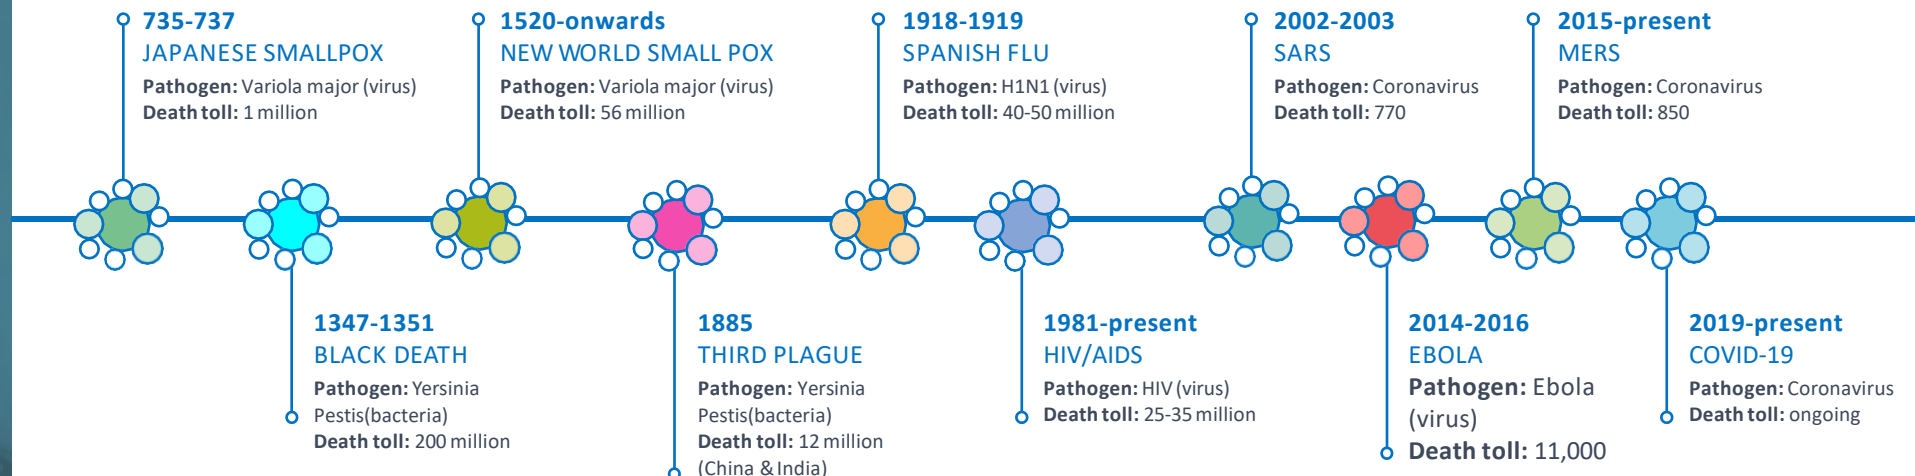 735-737
JAPANESE SMALLPOX
Pathogen: Variola major (virus)
Death toll: 1 million
1520-onwards
NEW WORLD SMALL POX
Pathogen: Variola major (virus)
Death toll: 56 million
1918-1919
SPANISH FLU
Pathogen: H1N1 (virus)
Death toll: 40-50 million
2002-2003
SARS
Pathogen: Coronavirus
Death toll: 770
2015-present
MERS
Pathogen: Coronavirus
Death toll: 850
1347-1351
BLACK DEATH
Pathogen: Yersinia
Pestis(bacteria)
Death toll: 200 million
1885
THIRD PLAGUE
Pathogen: Yersinia
Pestis(bacteria)
Death toll: 12 million
(China & India)
1981-present
HIV/AIDS
Pathogen: HIV (virus)
Death toll: 25-35 million
2014-2016
EBOLA
Pathogen: Ebola
(virus)
Death toll: 11,000
2019-present
COVID-19
Pathogen: Coronavirus
Death toll: ongoing